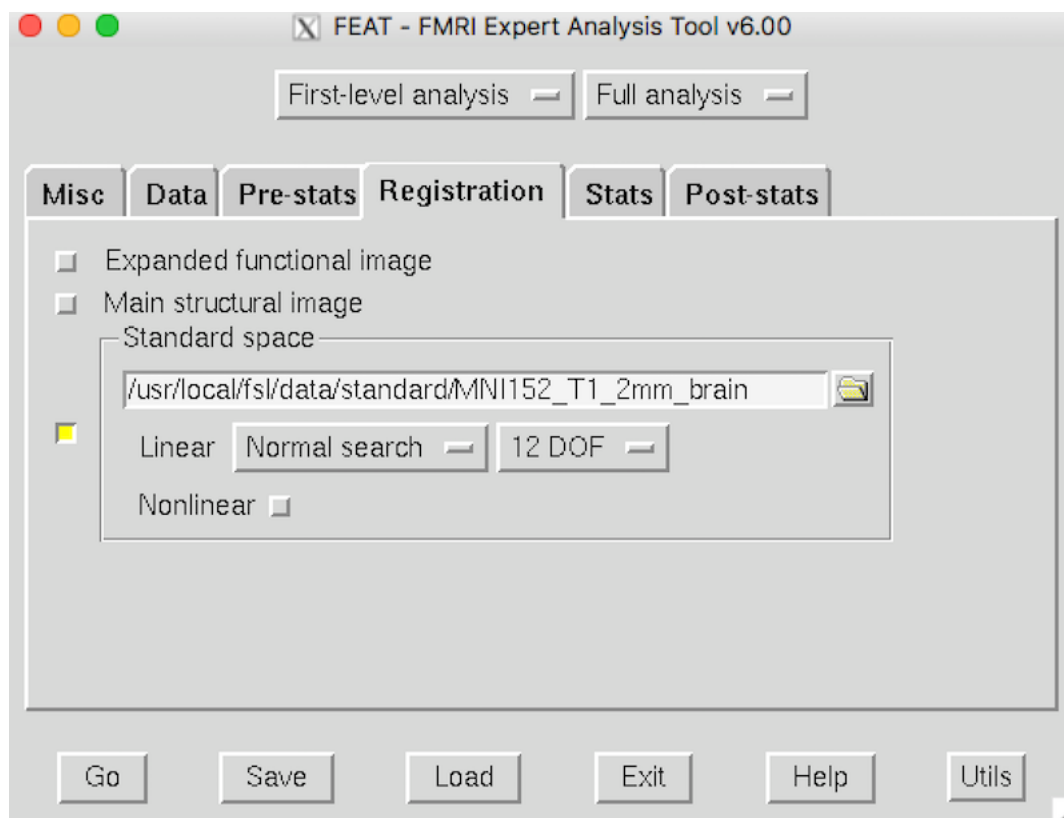 FEAT - FMRI Expert Analysis Tool v6.00
First-level analysis Full analysis
Misc Data Pre-stats Registration Stats Post-stats
Expanded functional image
Main structural image
Standard space
/usr/local/fsl/data/standard/MNI152_T1_2mm_brain
Linear Normal search 12 DOF
Nonlinear
Go Save Load Exit Help Utils